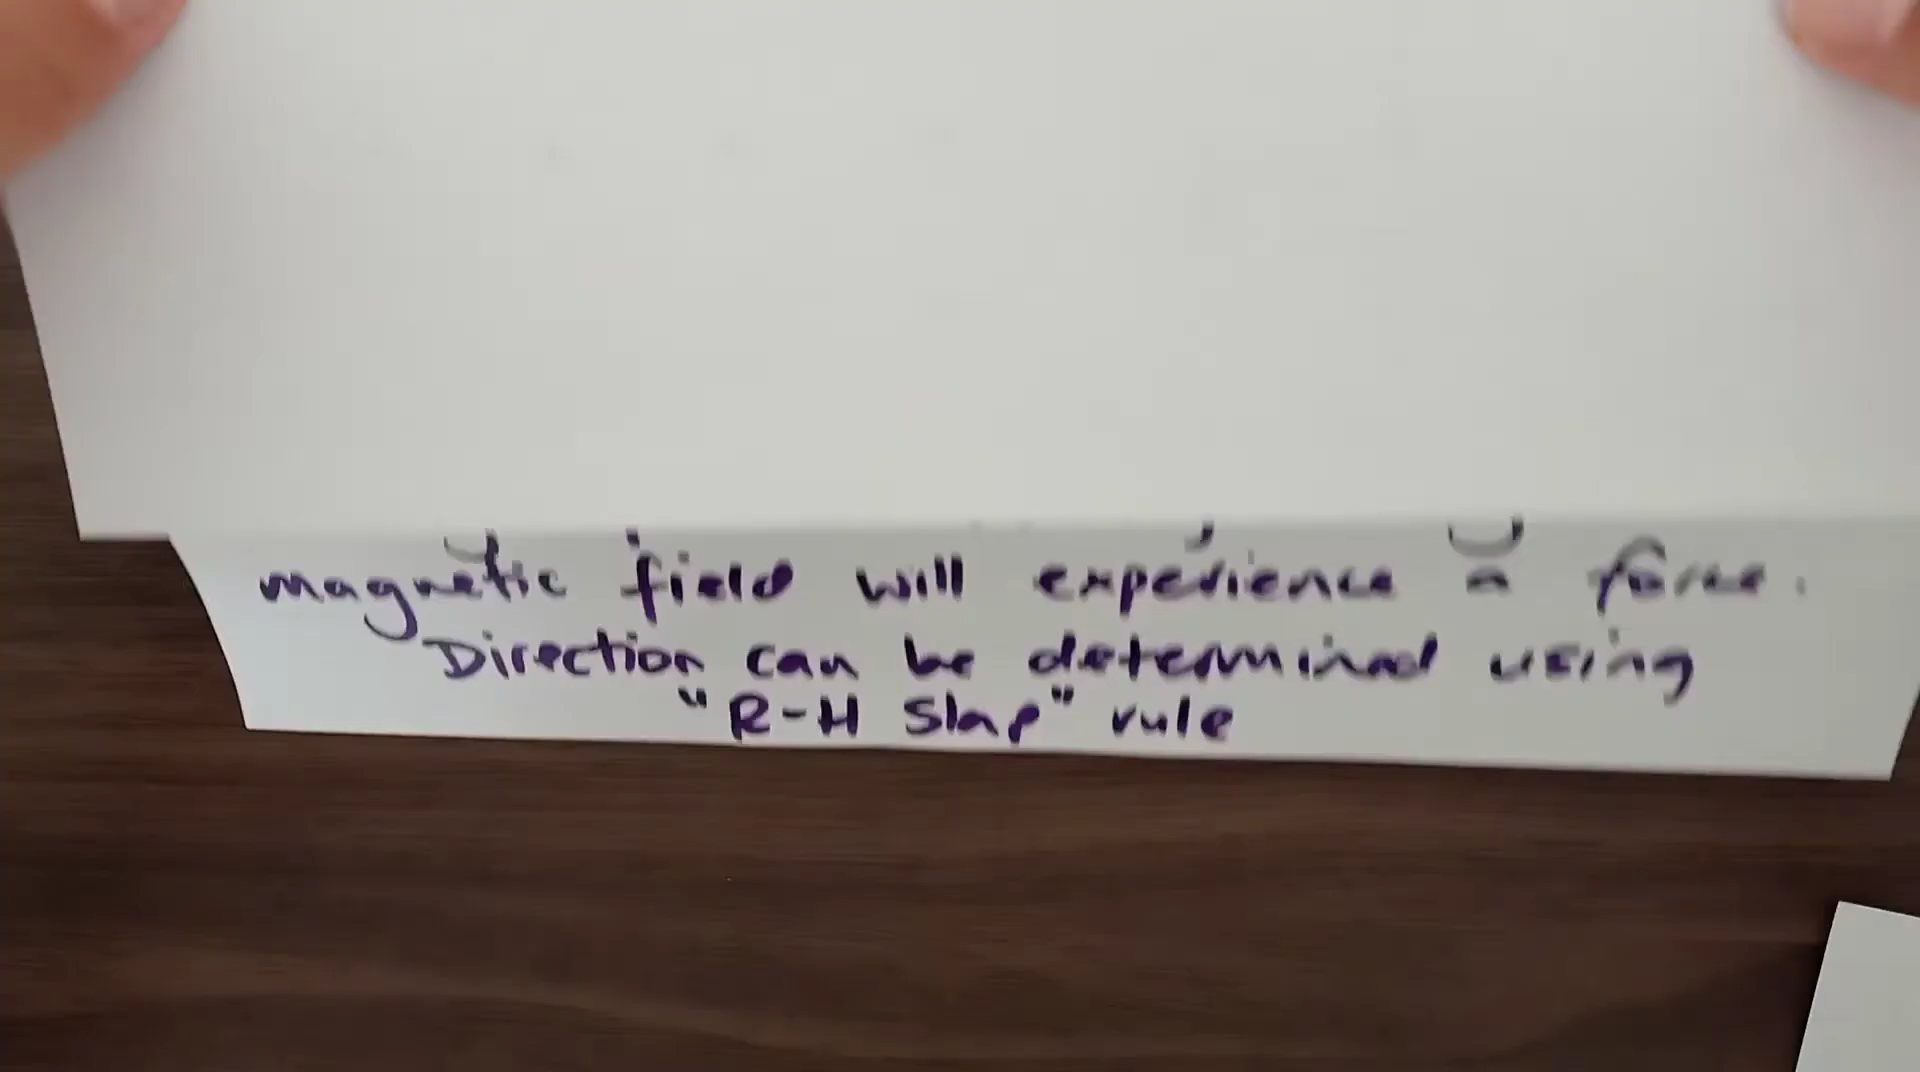 magnetic field will experience a force.
Direction can be determined using
"R-H Slap" rule